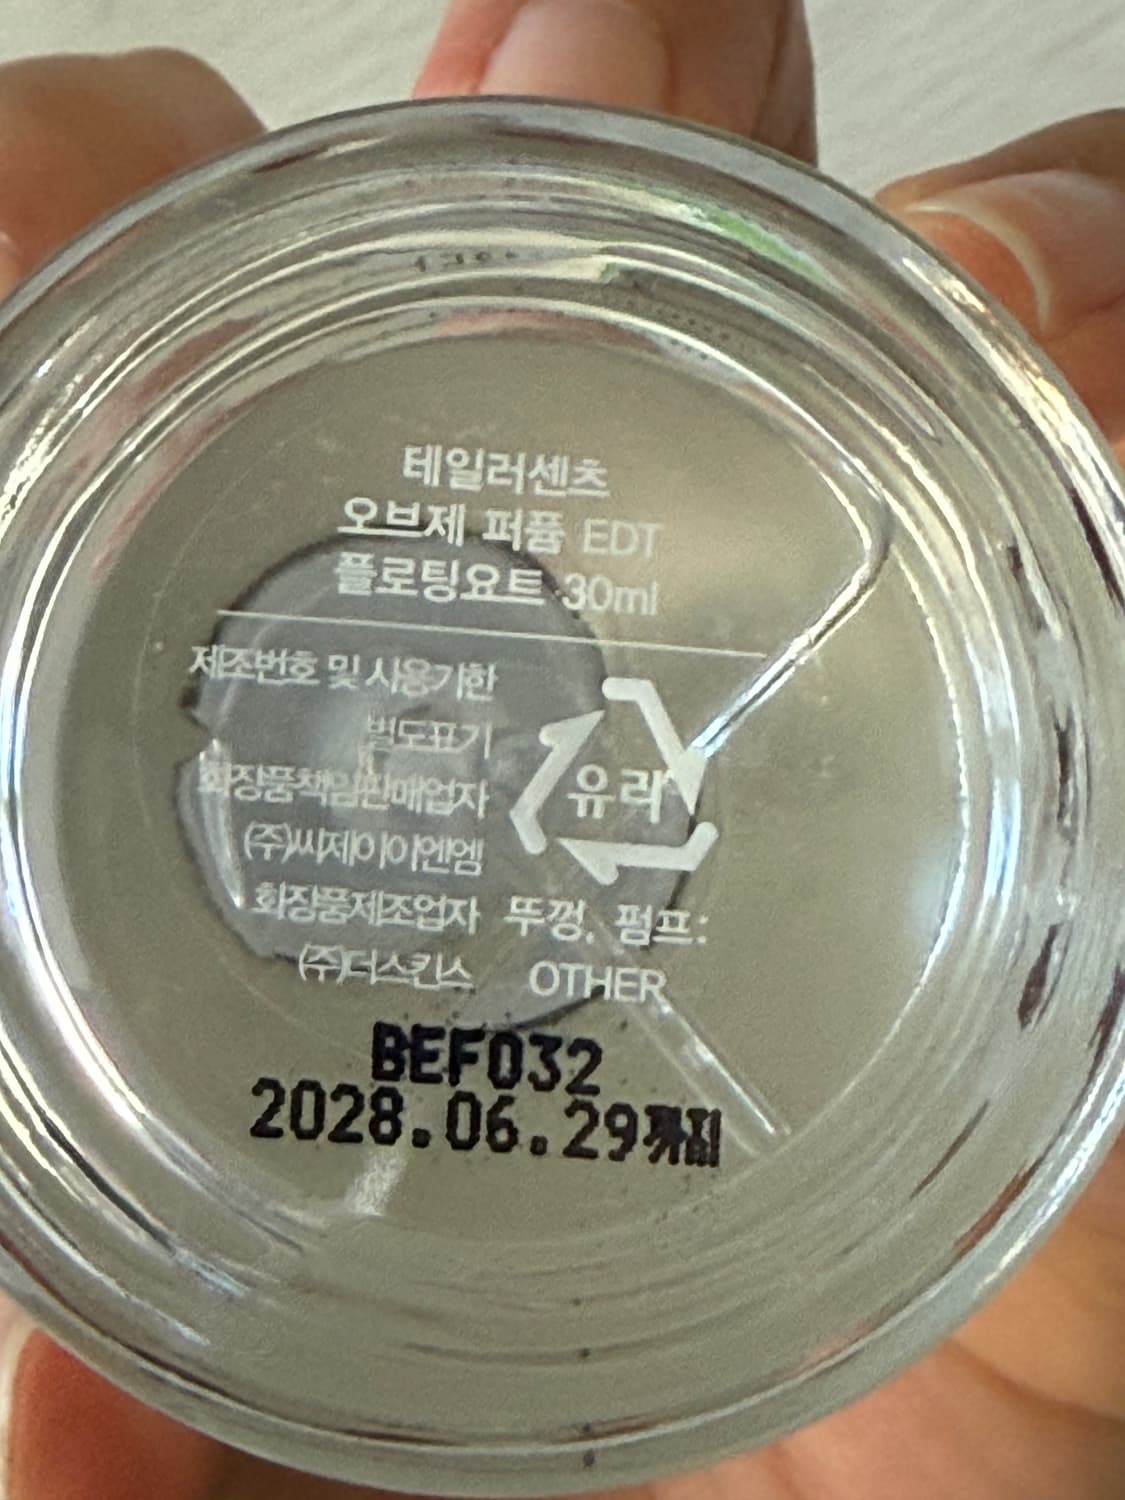 테일러센츠
오브제 퍼퓸 EDT
플로팅요트 30ml
제조번호 및 사용기한
별도표기
화장품책임판매업자
(주)씨제이이엔엠
화장품제조업자
(주)더스킨스
유리
뚜껑, 펌프:
OTHER
BEF032
2028.06.29까지